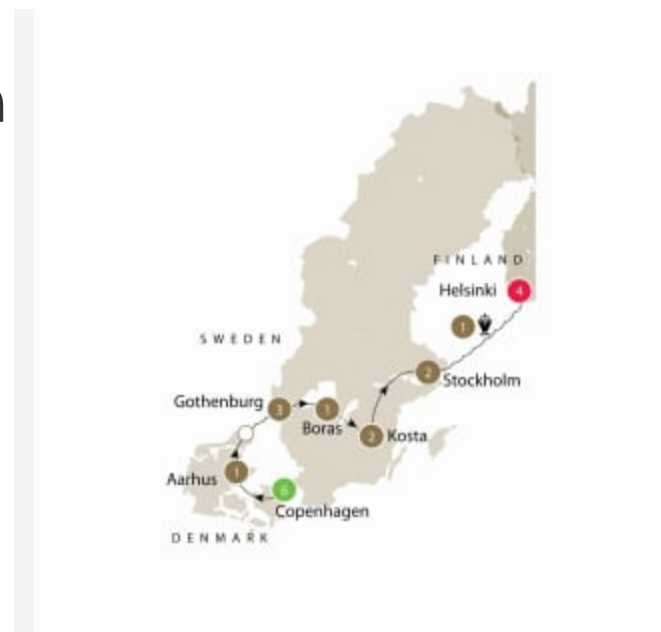 FINLAND
Helsinki 4
1
SWEDEN
2
Stockholm
Gothenburg 3
1
Boras
2 Kosta
Aarhus 1
6
Copenhagen
DENMARK